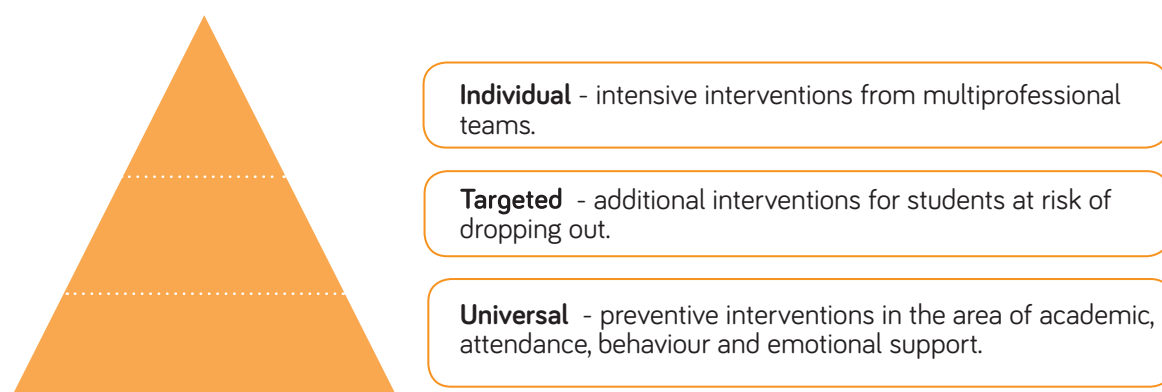 Individual - intensive interventions from multiprofessional
teams.
Targeted - additional interventions for students at risk of
dropping out.
Universal - preventive interventions in the area of academic,
attendance, behaviour and emotional support.